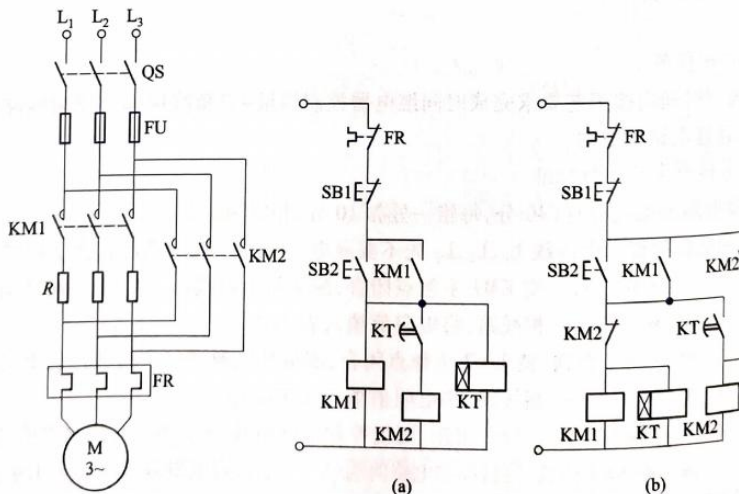 L1 L2 L3
QS
FU
KM1
KM2
R
FR
M
3~
FR
SB1
SB2
KM1
KT
KM1
KM2
KT
(a)
FR
SB1
SB2
KM1
KM2
KM2
KT
KM1
KT
KM2
(b)